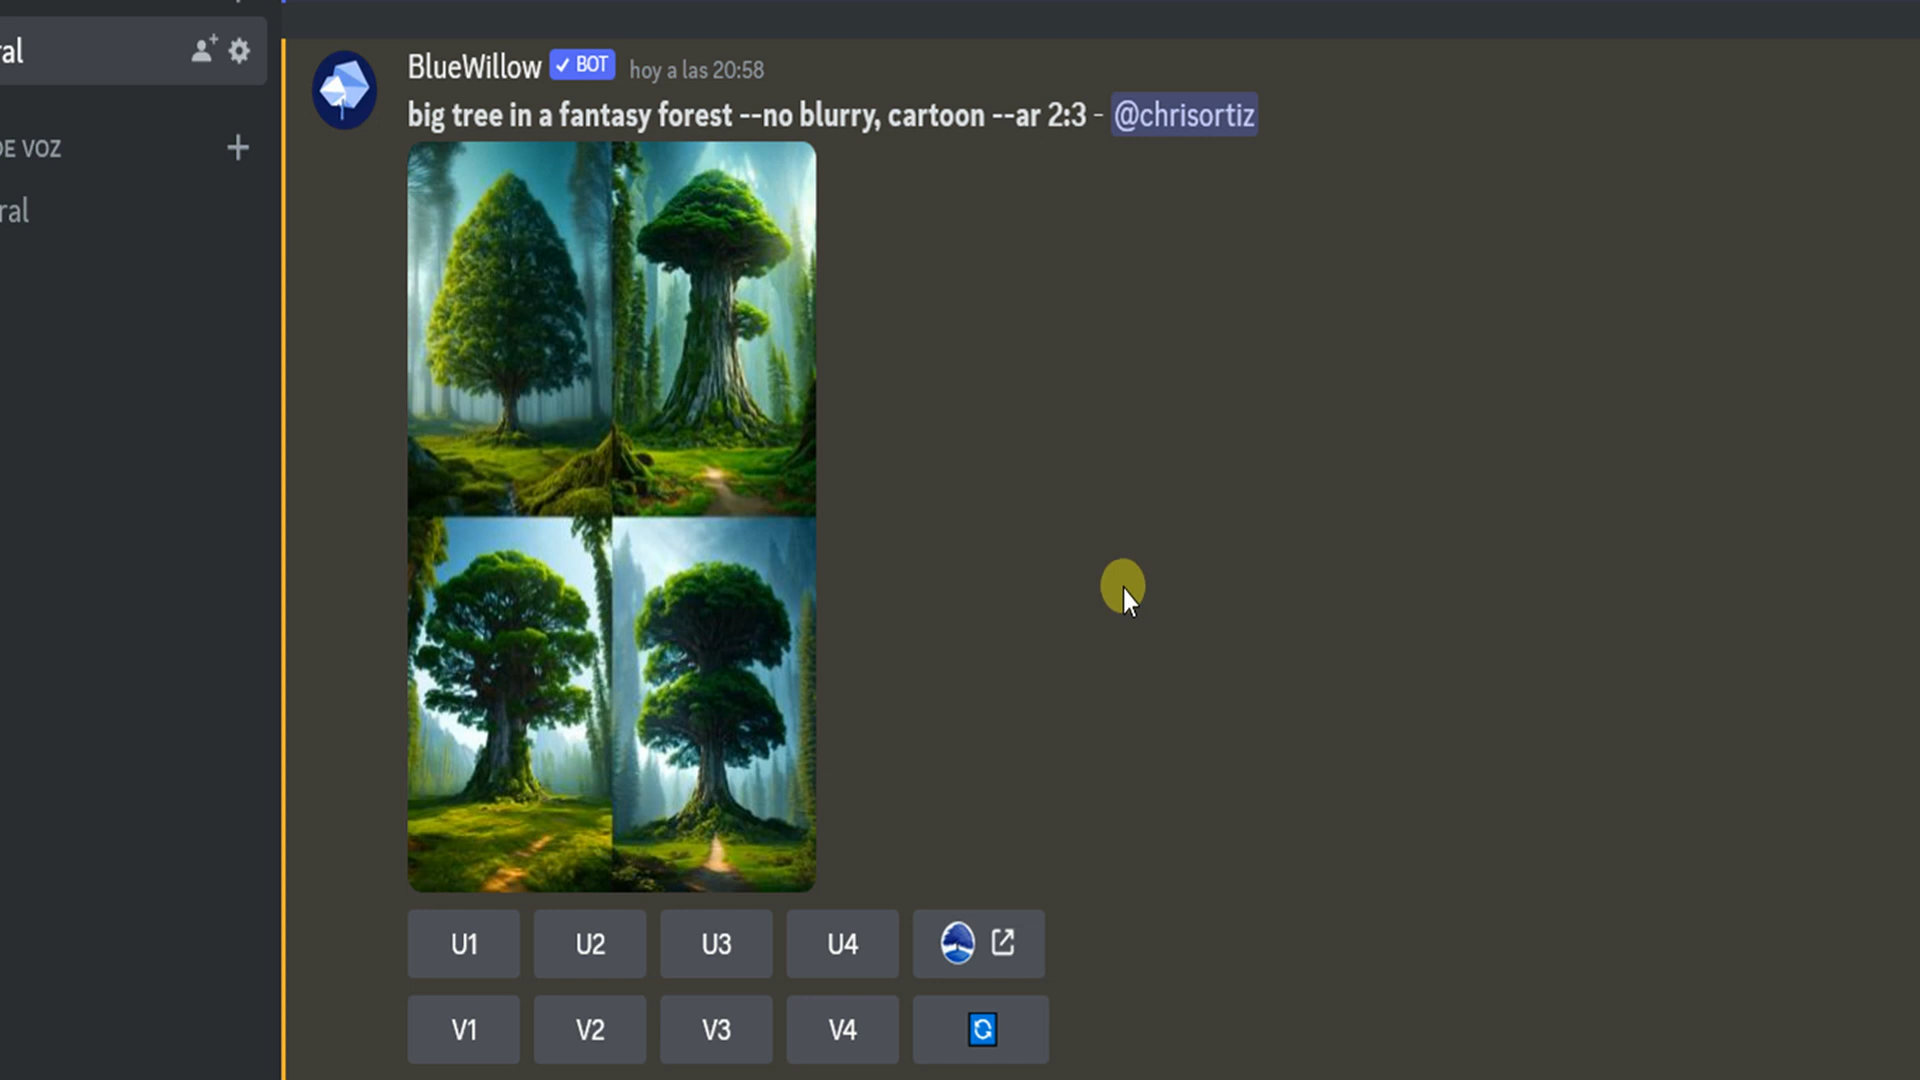 ral
BlueWillow ✓ BOT hoy a las 20:58
big tree in a fantasy forest --no blurry, cartoon --ar 2:3 - @chrisortiz
DE VOZ
ral
U1 U2 U3 U4
V1 V2 V3 V4